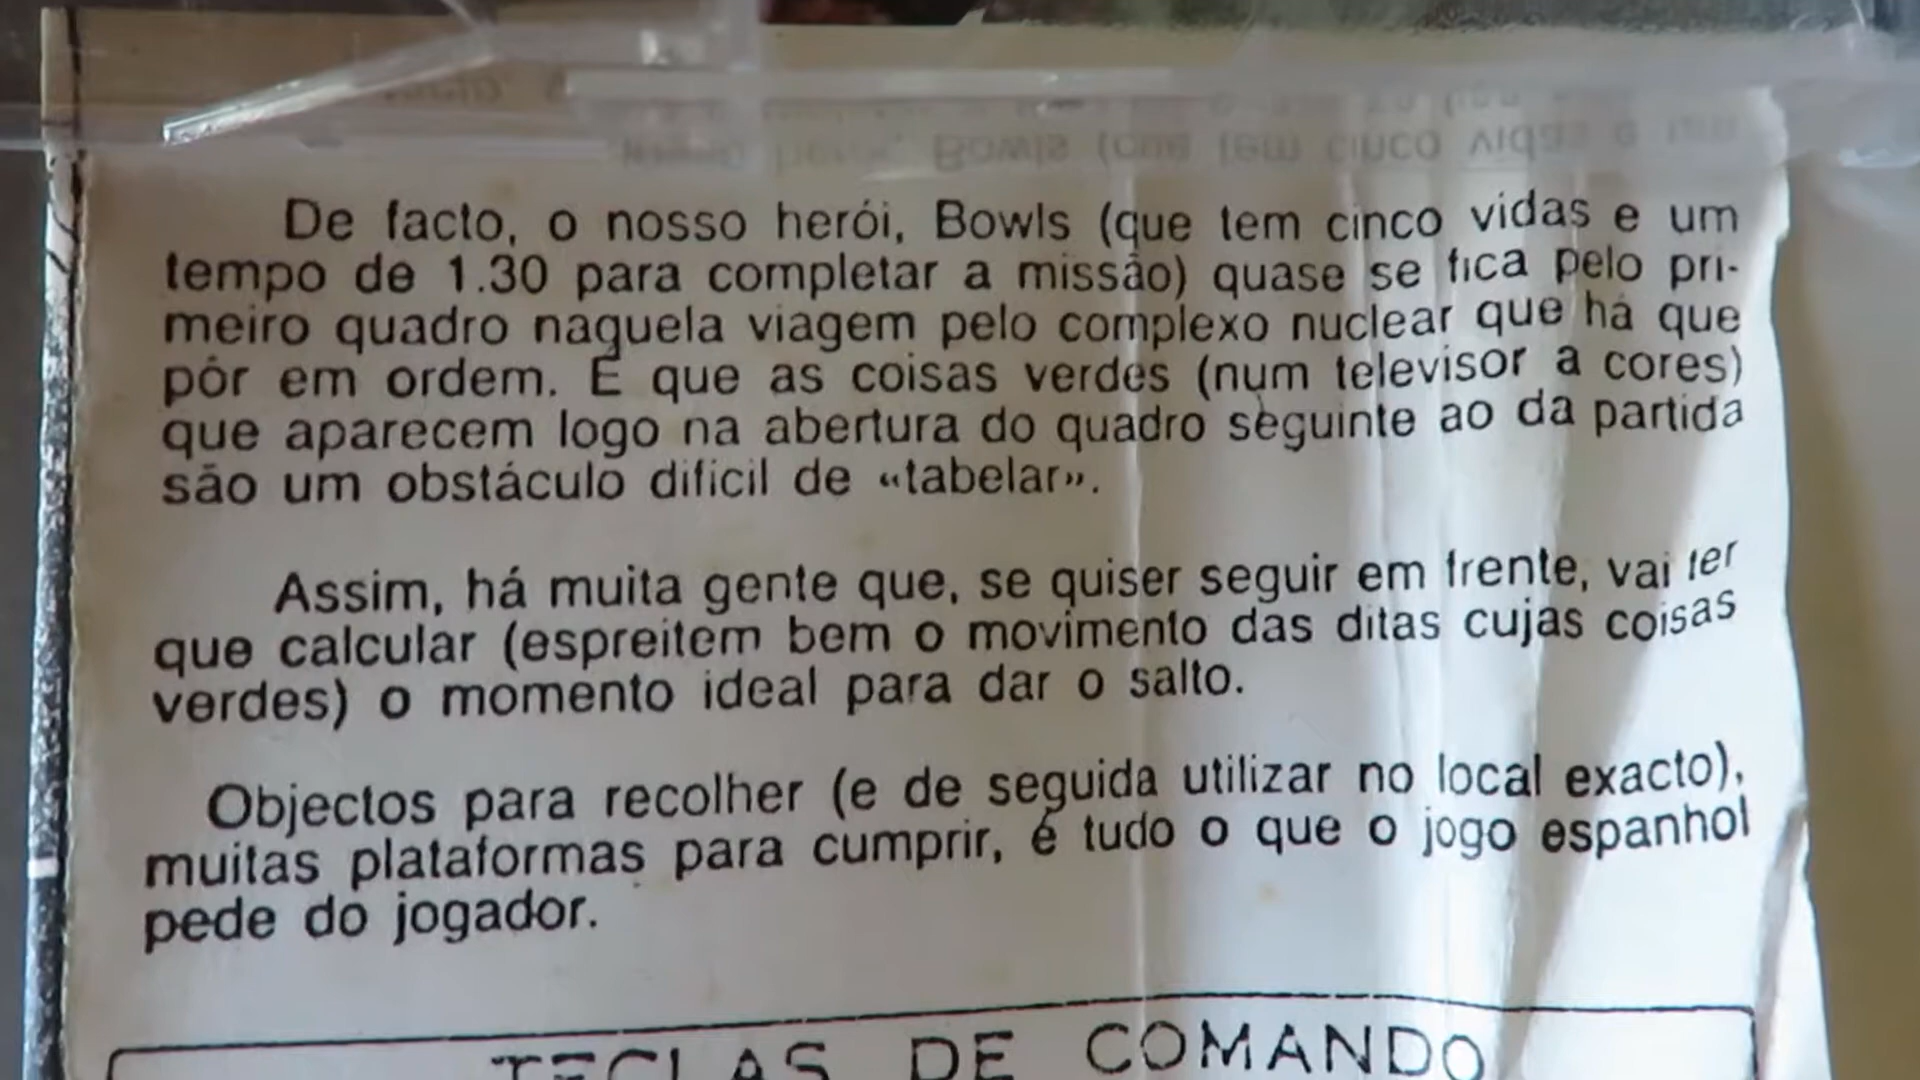 De facto, o nosso herói, Bowls (que tem cinco vidas e um
tempo de 1.30 para completar a missão) quase se fica pelo pri-
meiro quadro naquela viagem pelo complexo nuclear que há que
pôr em ordem. É que as coisas verdes (num televisor a cores)
que aparecem logo na abertura do quadro seguinte ao da partida
são um obstáculo dificil de «tabelar».
Assim, há muita gente que, se quiser seguir em frente, vai ter
que calcular (espreitem bem o movimento das ditas cujas coisas
verdes) o momento ideal para dar o salto.
Objectos para recolher (e de seguida utilizar no local exacto),
muitas plataformas para cumprir, é tudo o que o jogo espanhol
pede do jogador.
TECLAS DE COMANDO